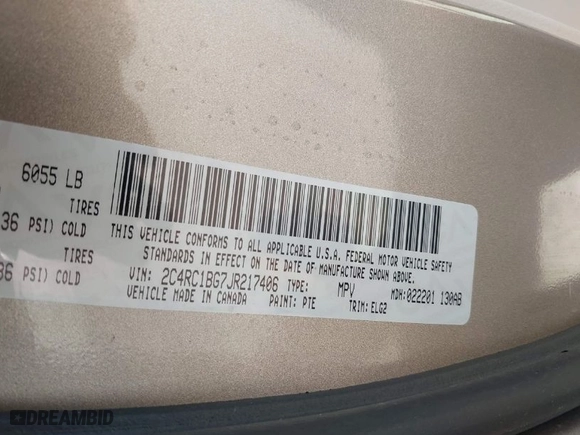 6055 LB
TIRES
36 PSI) COLD
TIRES
36 PSI) COLD
THIS VEHICLE CONFORMS TO ALL APPLICABLE U.S.A. FEDERAL MOTOR VEHICLE SAFETY
STANDARDS IN EFFECT ON THE DATE OF MANUFACTURE SHOWN ABOVE.
VIN: 2C4RC1BG7JR217406 TYPE: MPV MDH: 022201 130AB
VEHICLE MADE IN CANADA PAINT: PTE TRIM: ELG2
DREAMBID